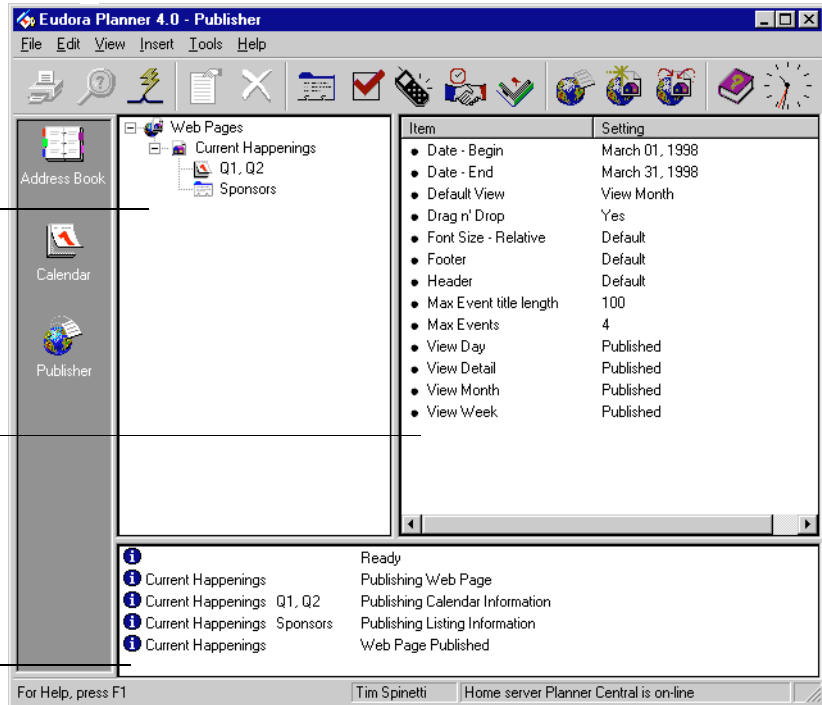 Eudora Planner 4.0 - Publisher
File Edit View Insert Tools Help
Address Book
Calendar
Publisher
Web Pages
Current Happenings
Q1, Q2
Sponsors
Item Setting
Date - Begin March 01, 1998
Date - End March 31, 1998
Default View View Month
Drag n' Drop Yes
Font Size - Relative Default
Footer Default
Header Default
Max Event title length 100
Max Events 4
View Day Published
View Detail Published
View Month Published
View Week Published
Ready
Current Happenings Publishing Web Page
Current Happenings Q1, Q2 Publishing Calendar Information
Current Happenings Sponsors Publishing Listing Information
Current Happenings Web Page Published
For Help, press F1 Tim Spinetti Home server Planner Central is on-line